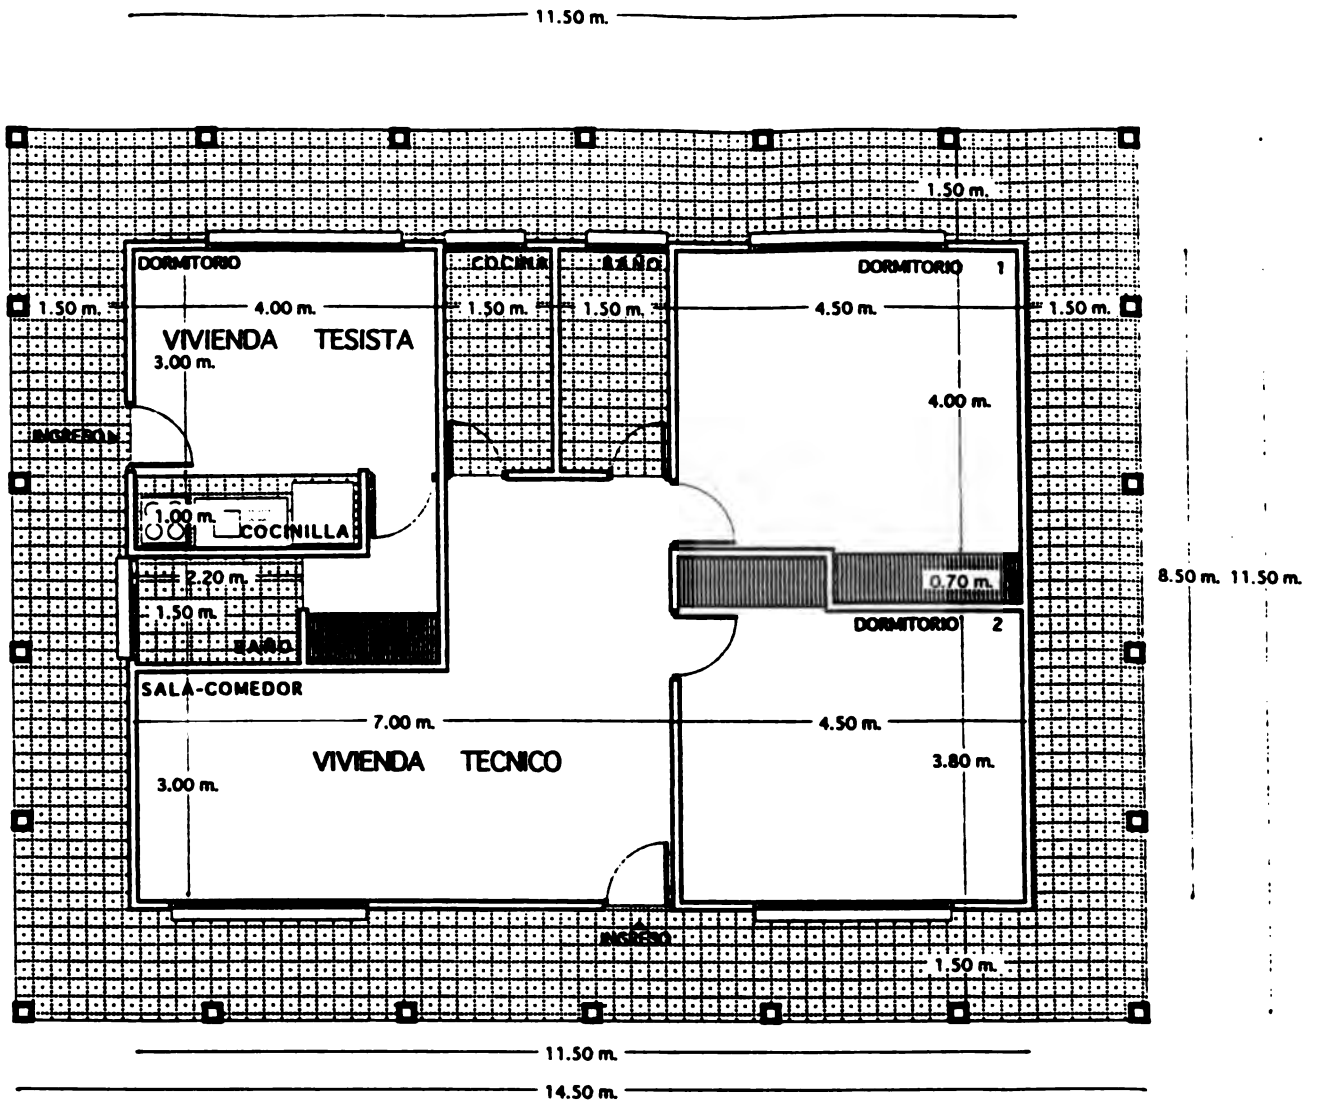 11.50 m.
1.50 m.
DORMITORIO
COCINA
BAÑO
DORMITORIO 1
1.50 m. 4.00 m. 1.50 m. 1.50 m. 4.50 m. 1.50 m.
VIVIENDA TESISTA
3.00 m.
4.00 m.
INGRESO
1.00 m.
COCINILLA
2.20 m.
0.70 m.
8.50 m. 11.50 m.
1.50 m.
DORMITORIO 2
BAÑO
SALA-COMEDOR
7.00 m. 4.50 m.
VIVIENDA TECNICO
3.80 m.
3.00 m.
INGRESO
1.50 m.
11.50 m.
14.50 m.